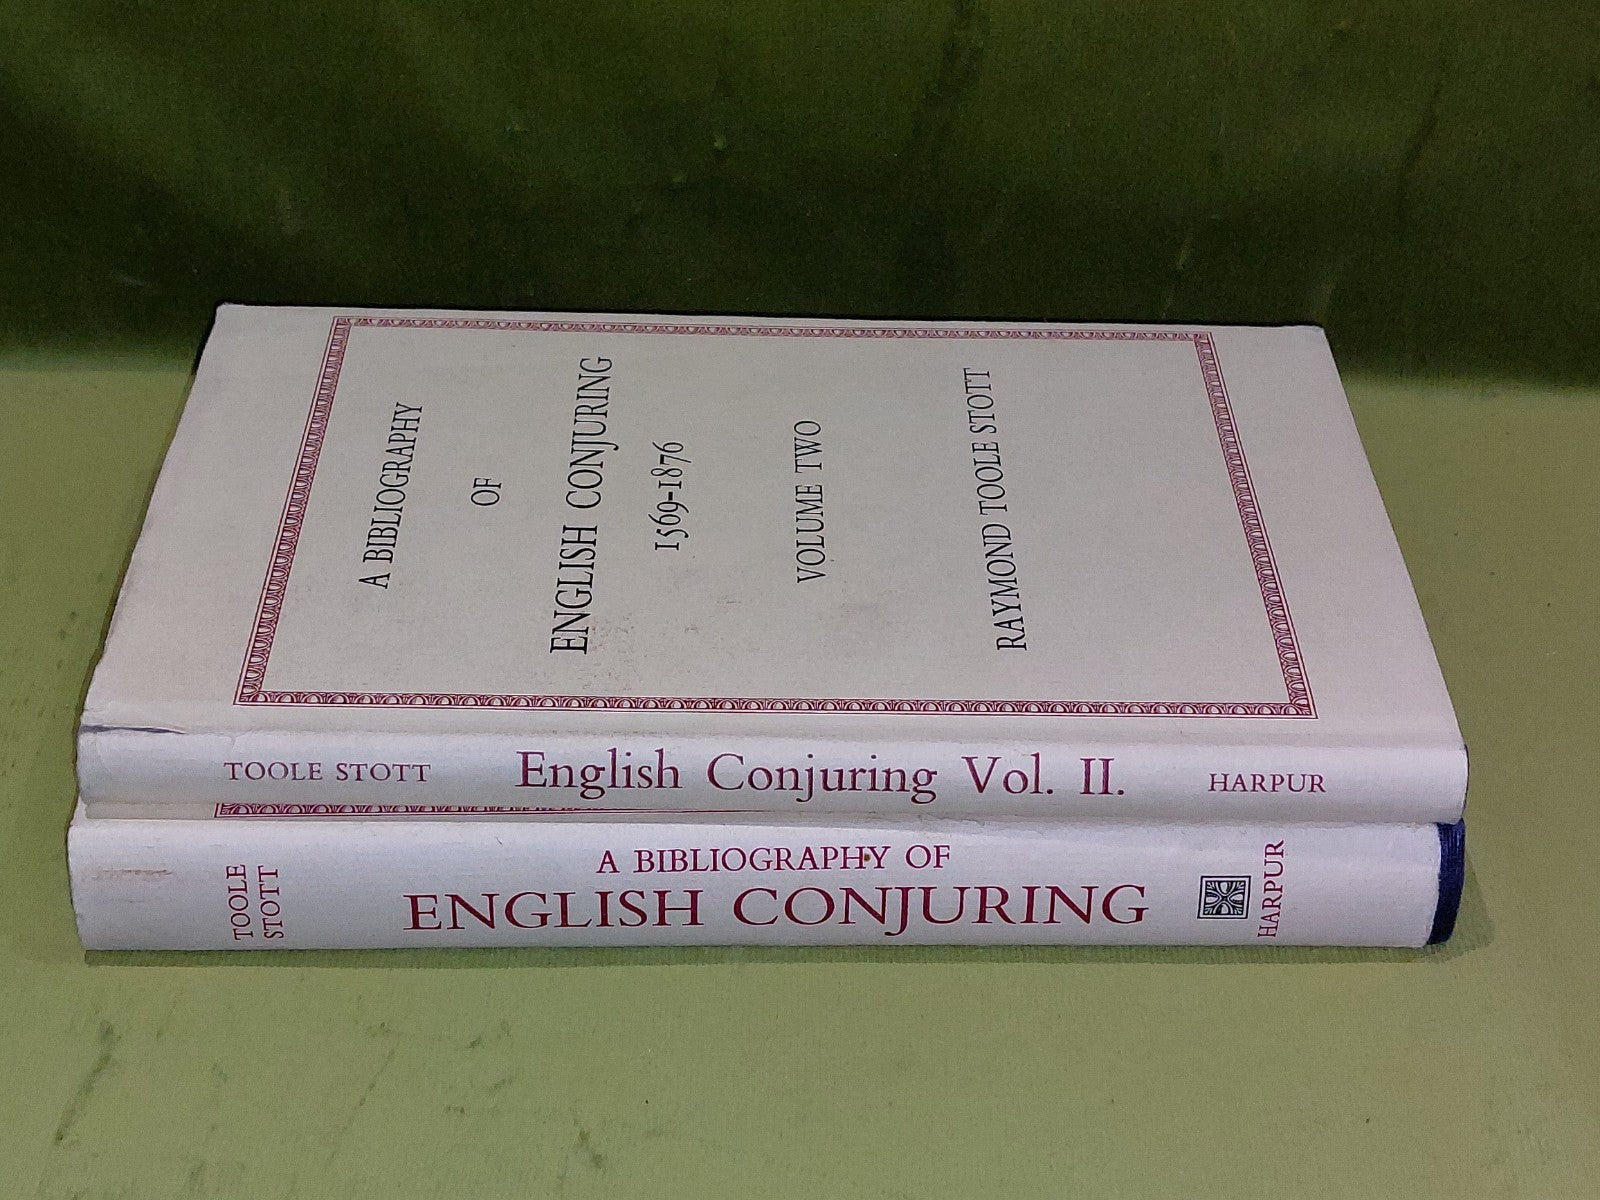 A BIBLIOGRAPHY
OF
ENGLISH CONJURING
1569-1876
VOLUME TWO
RAYMOND TOOLE STOTT
TOOLE STOTT English Conjuring Vol. II. HARPUR
TOOLE
STOTT
A BIBLIOGRAPHY OF
ENGLISH CONJURING
HARPUR